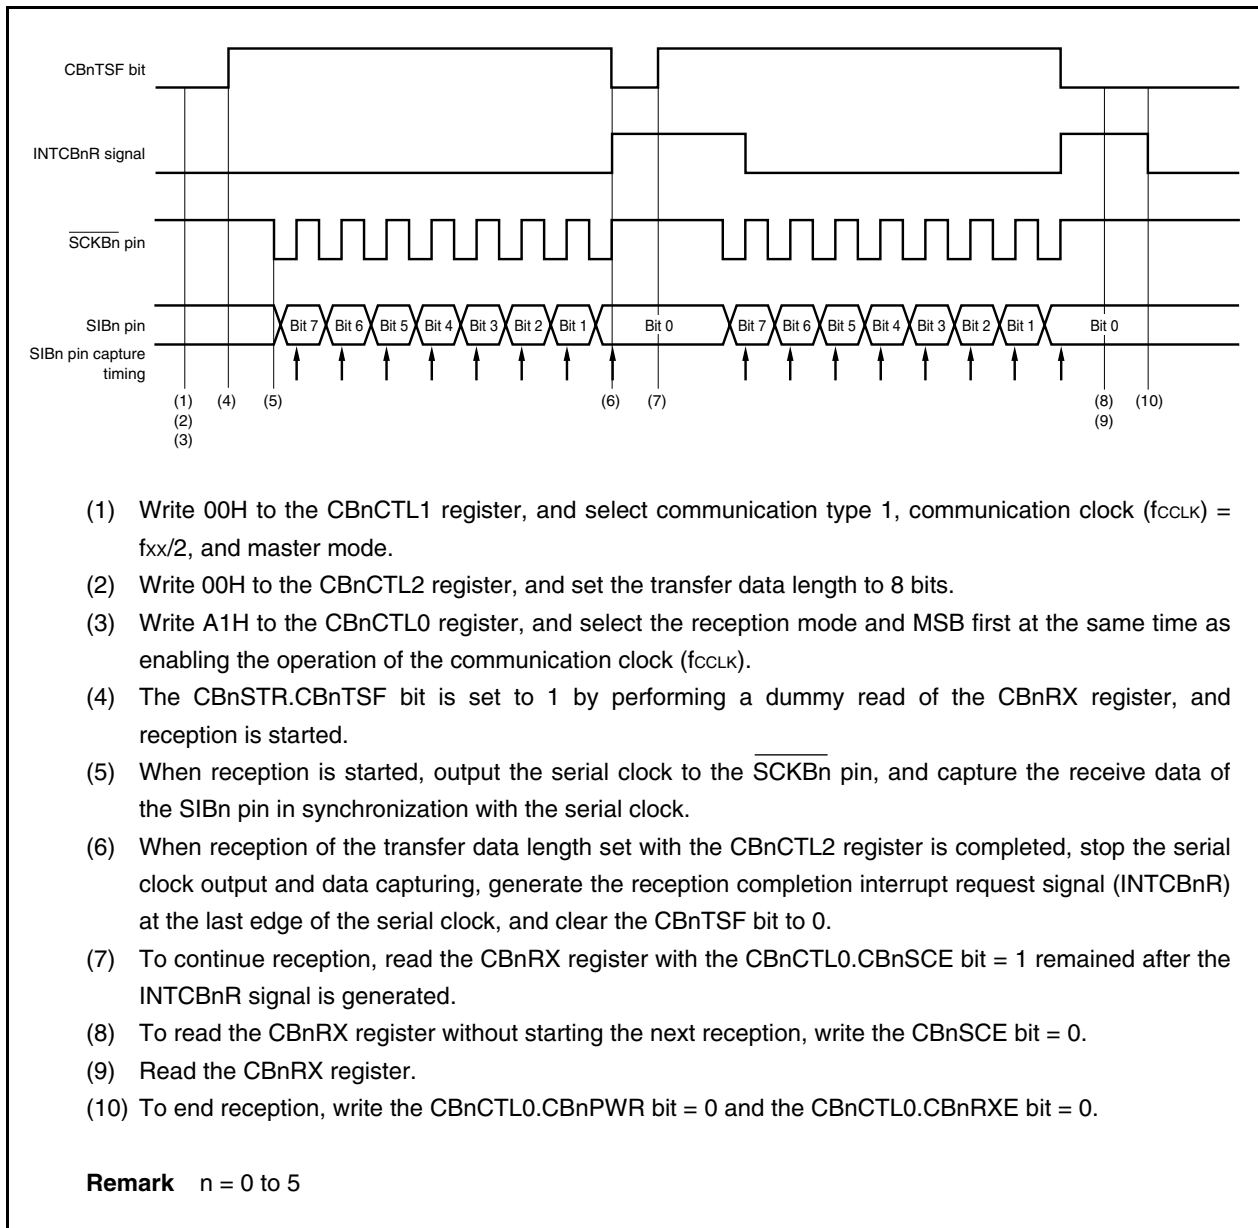 CBnTSF bit
INTCBnR signal
SCKBn pin
SIBn pin
Bit 7 Bit 6 Bit 5 Bit 4 Bit 3 Bit 2 Bit 1 Bit 0 Bit 7 Bit 6 Bit 5 Bit 4 Bit 3 Bit 2 Bit 1 Bit 0
SIBn pin capture
timing
(1) (4) (5) (6) (7) (8) (10)
(2) (9)
(3)
(1) Write 00H to the CBnCTL1 register, and select communication type 1, communication clock (fCCLK) =
fxx/2, and master mode.
(2) Write 00H to the CBnCTL2 register, and set the transfer data length to 8 bits.
(3) Write A1H to the CBnCTL0 register, and select the reception mode and MSB first at the same time as
enabling the operation of the communication clock (fCCLK).
(4) The CBnSTR.CBnTSF bit is set to 1 by performing a dummy read of the CBnRX register, and
reception is started.
(5) When reception is started, output the serial clock to the SCKBn pin, and capture the receive data of
the SIBn pin in synchronization with the serial clock.
(6) When reception of the transfer data length set with the CBnCTL2 register is completed, stop the serial
clock output and data capturing, generate the reception completion interrupt request signal (INTCBnR)
at the last edge of the serial clock, and clear the CBnTSF bit to 0.
(7) To continue reception, read the CBnRX register with the CBnCTL0.CBnSCE bit = 1 remained after the
INTCBnR signal is generated.
(8) To read the CBnRX register without starting the next reception, write the CBnSCE bit = 0.
(9) Read the CBnRX register.
(10) To end reception, write the CBnCTL0.CBnPWR bit = 0 and the CBnCTL0.CBnRXE bit = 0.
Remark n = 0 to 5